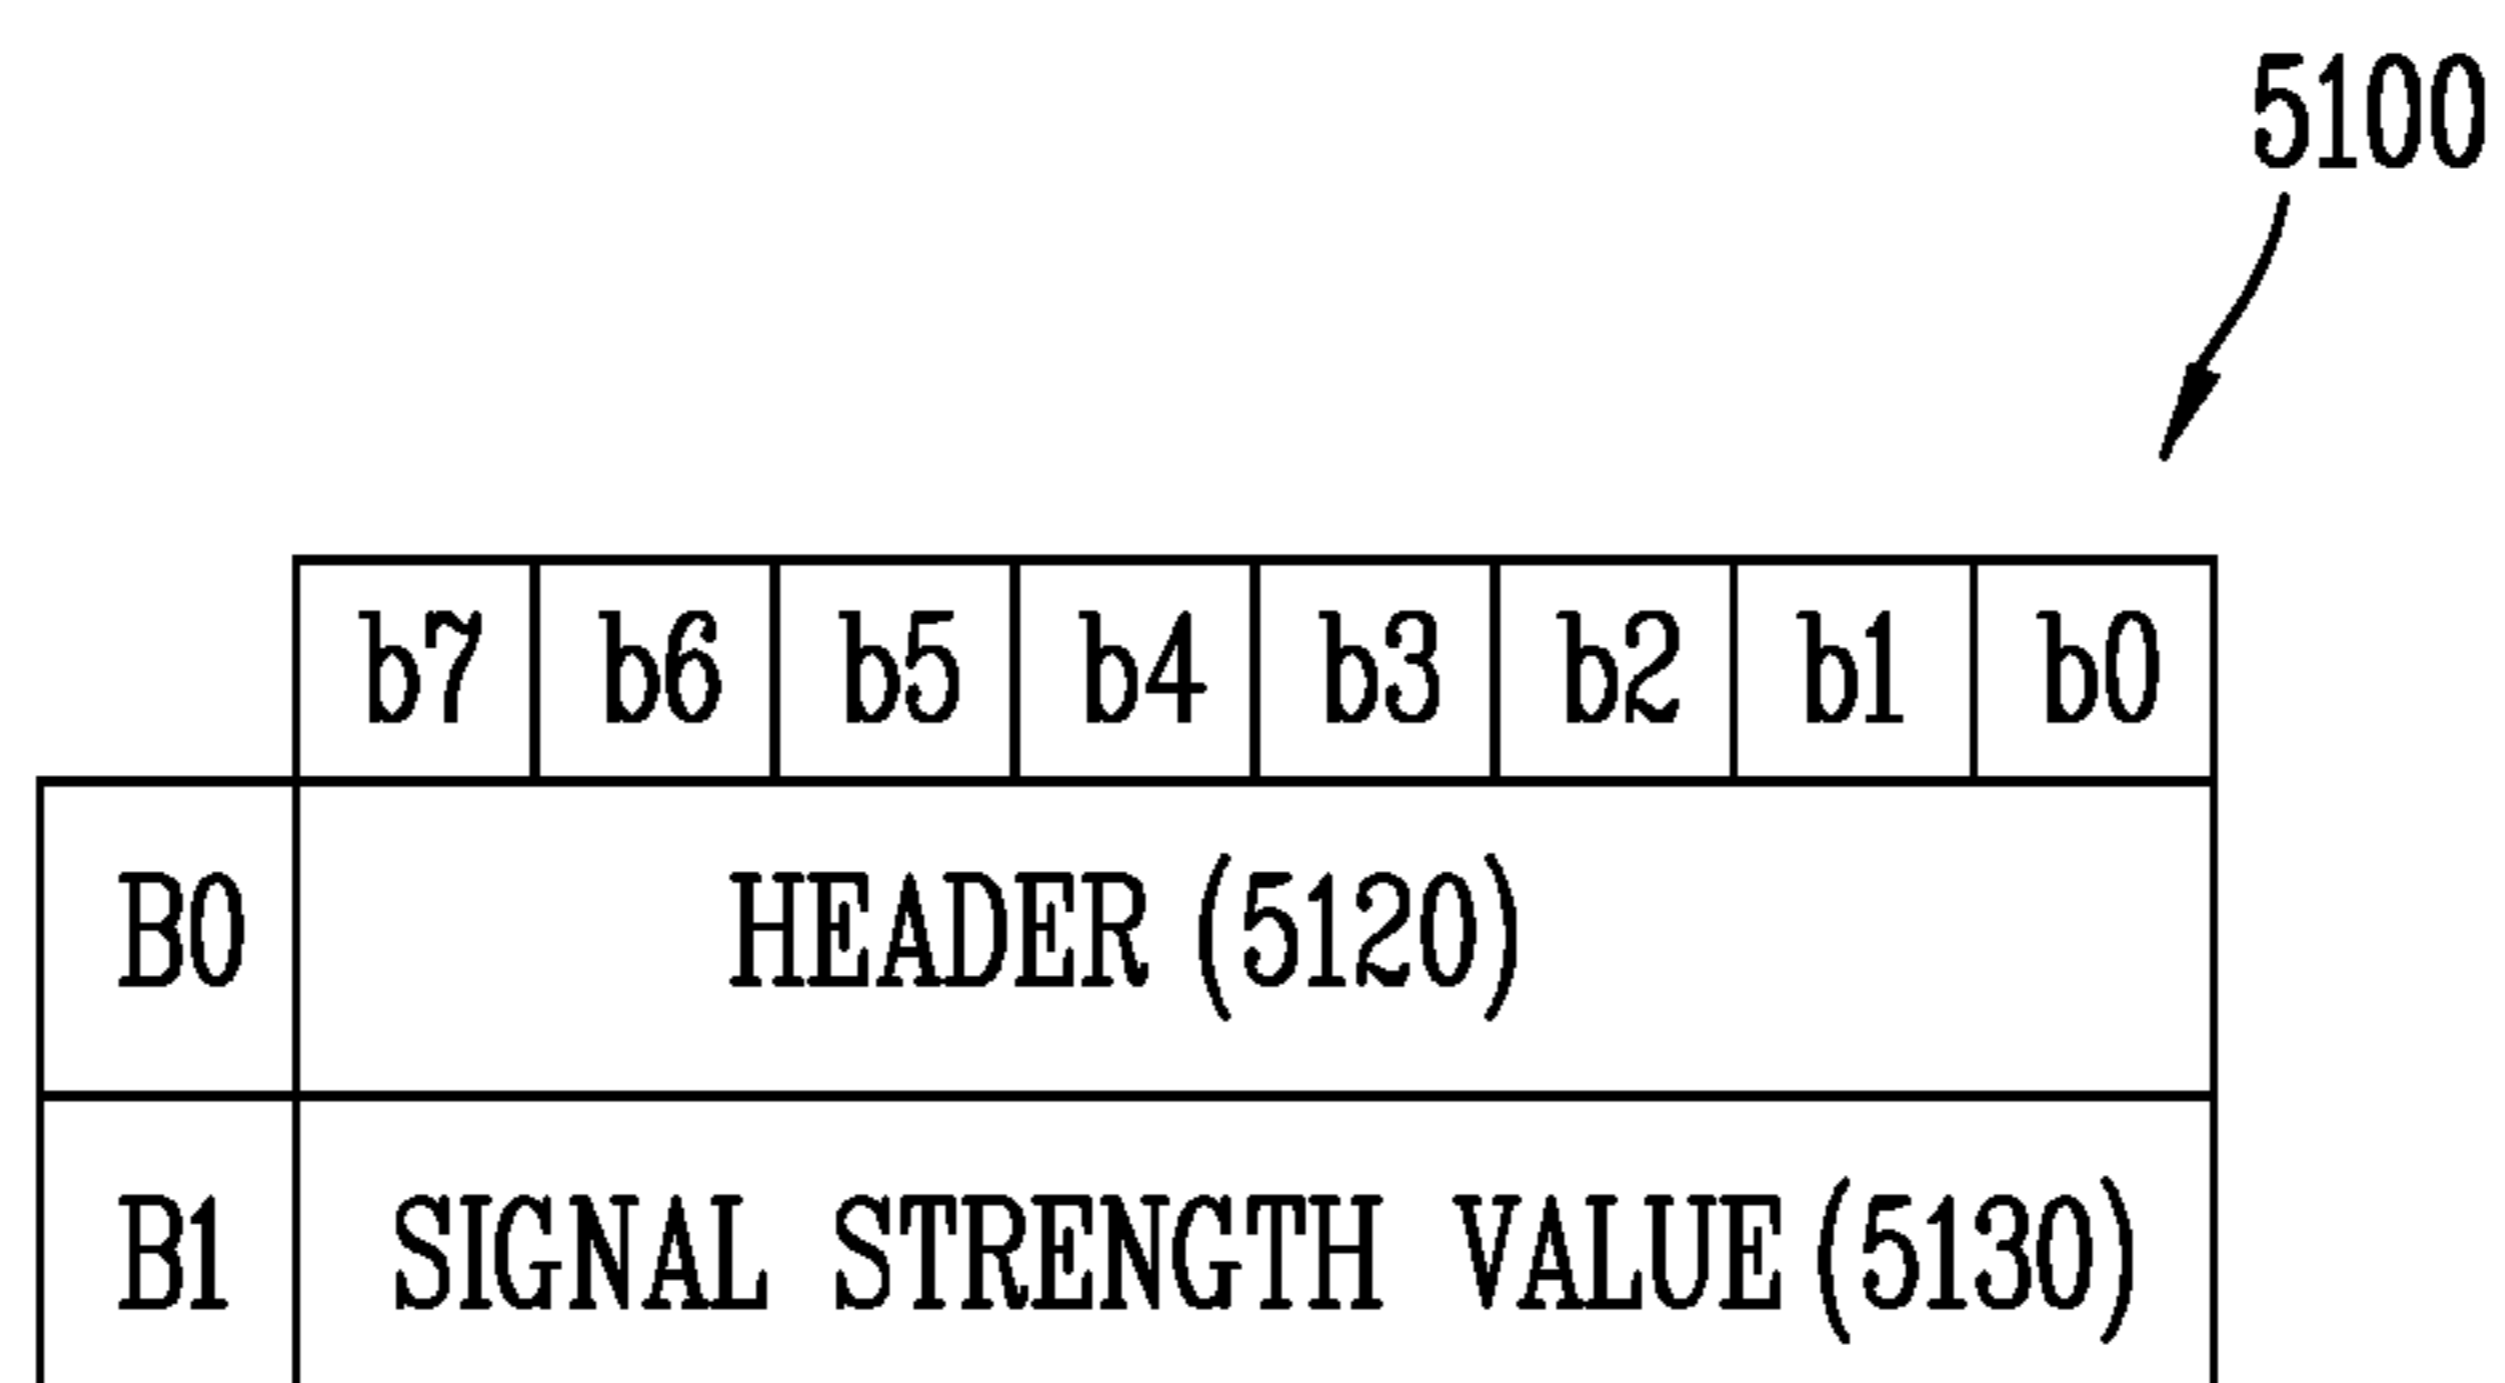 5100
b7 b6 b5 b4 b3 b2 b1 b0
B0 HEADER (5120)
B1 SIGNAL STRENGTH VALUE (5130)